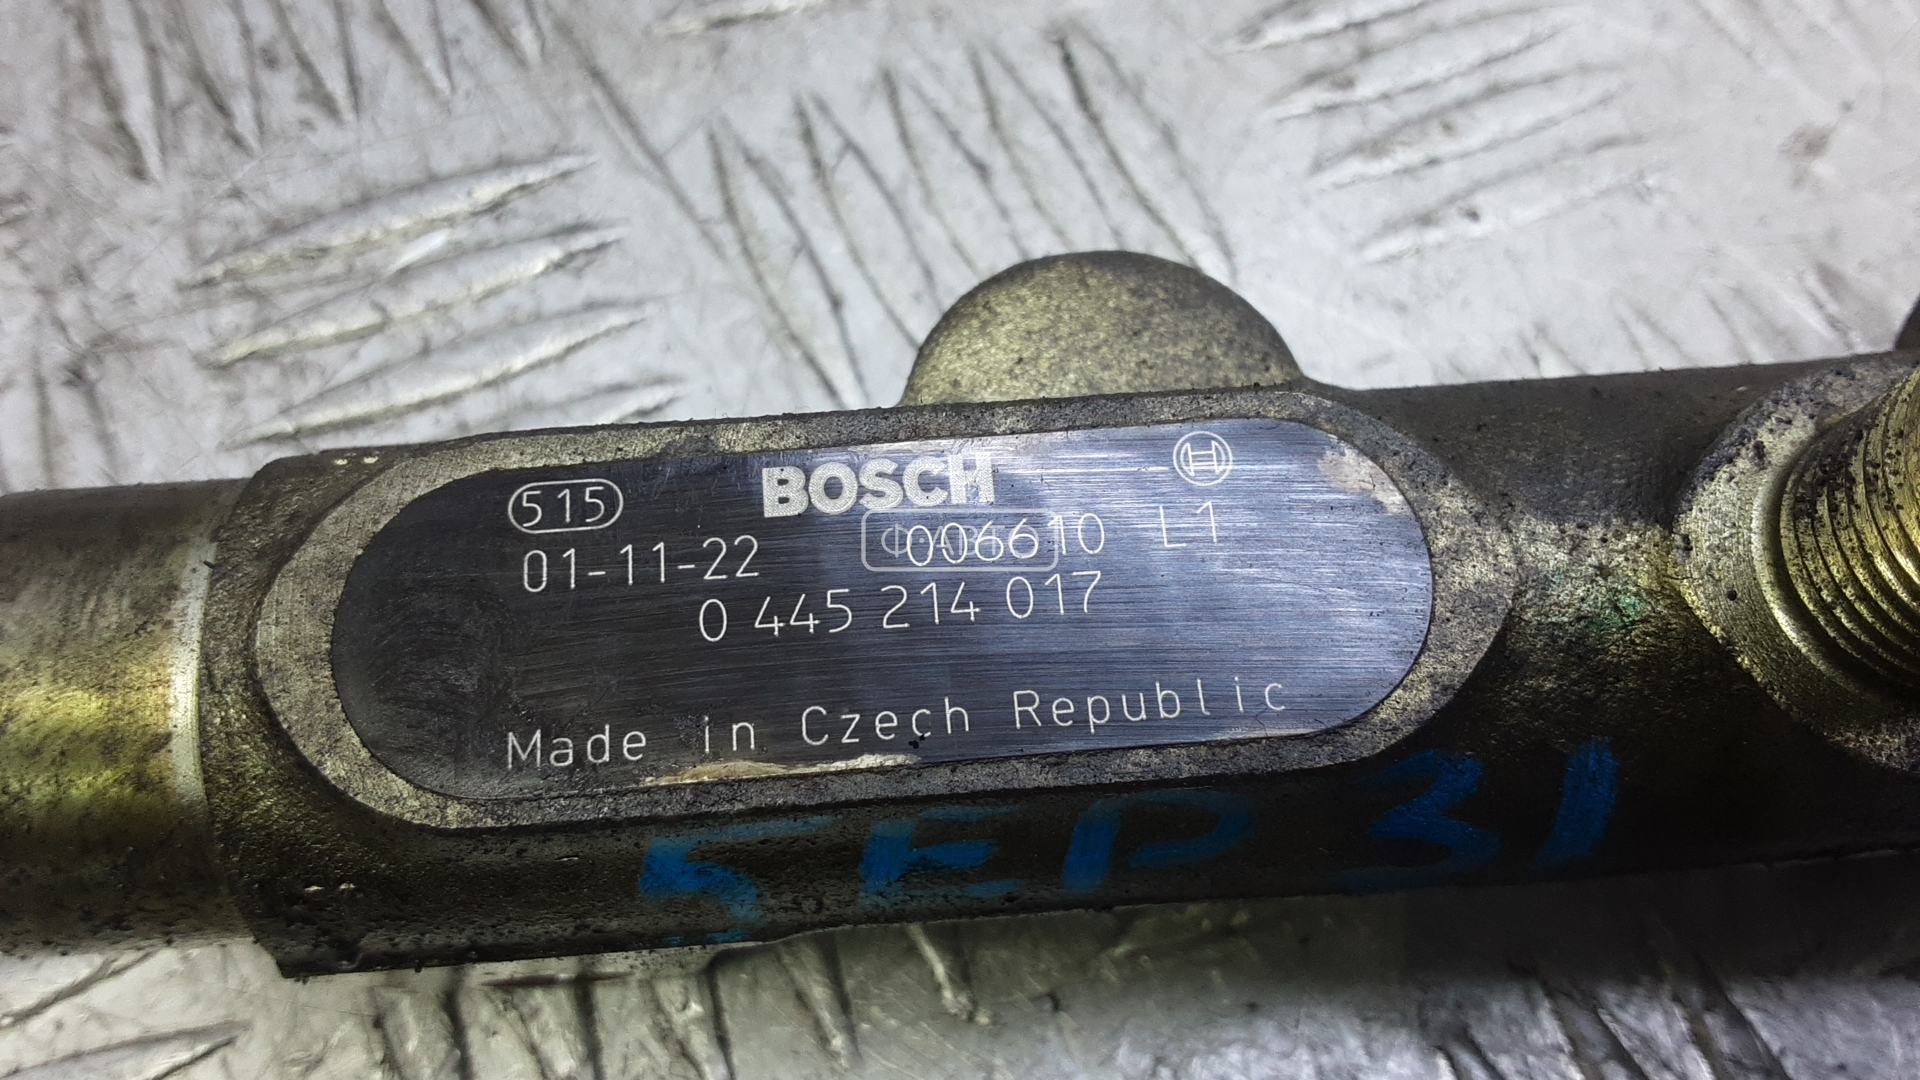 515 BOSCH
01-11-22 006610 L1
0 445 214 017
Made in Czech Republic
5EP31